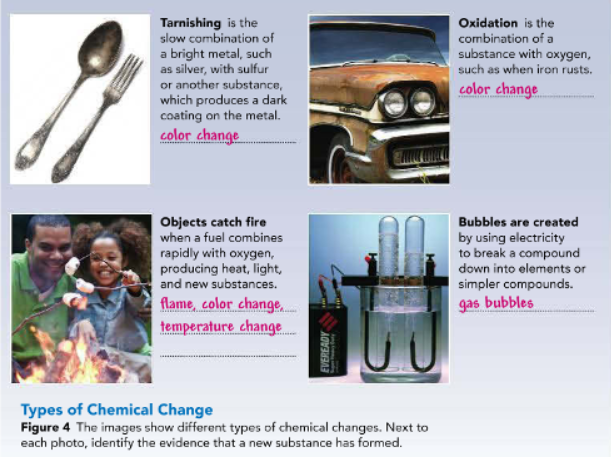 Tarnishing is the
slow combination of
a bright metal, such
as silver, with sulfur
or another substance,
which produces a dark
coating on the metal.
color change
Oxidation is the
combination of a
substance with oxygen,
such as when iron rusts.
color change
Objects catch fire
when a fuel combines
rapidly with oxygen,
producing heat, light,
and new substances.
flame, color change,
temperature change
EVEREADY
Bubbles are created
by using electricity
to break a compound
down into elements or
simpler compounds.
gas bubbles
Types of Chemical Change
Figure 4 The images show different types of chemical changes. Next to
each photo, identify the evidence that a new substance has formed.